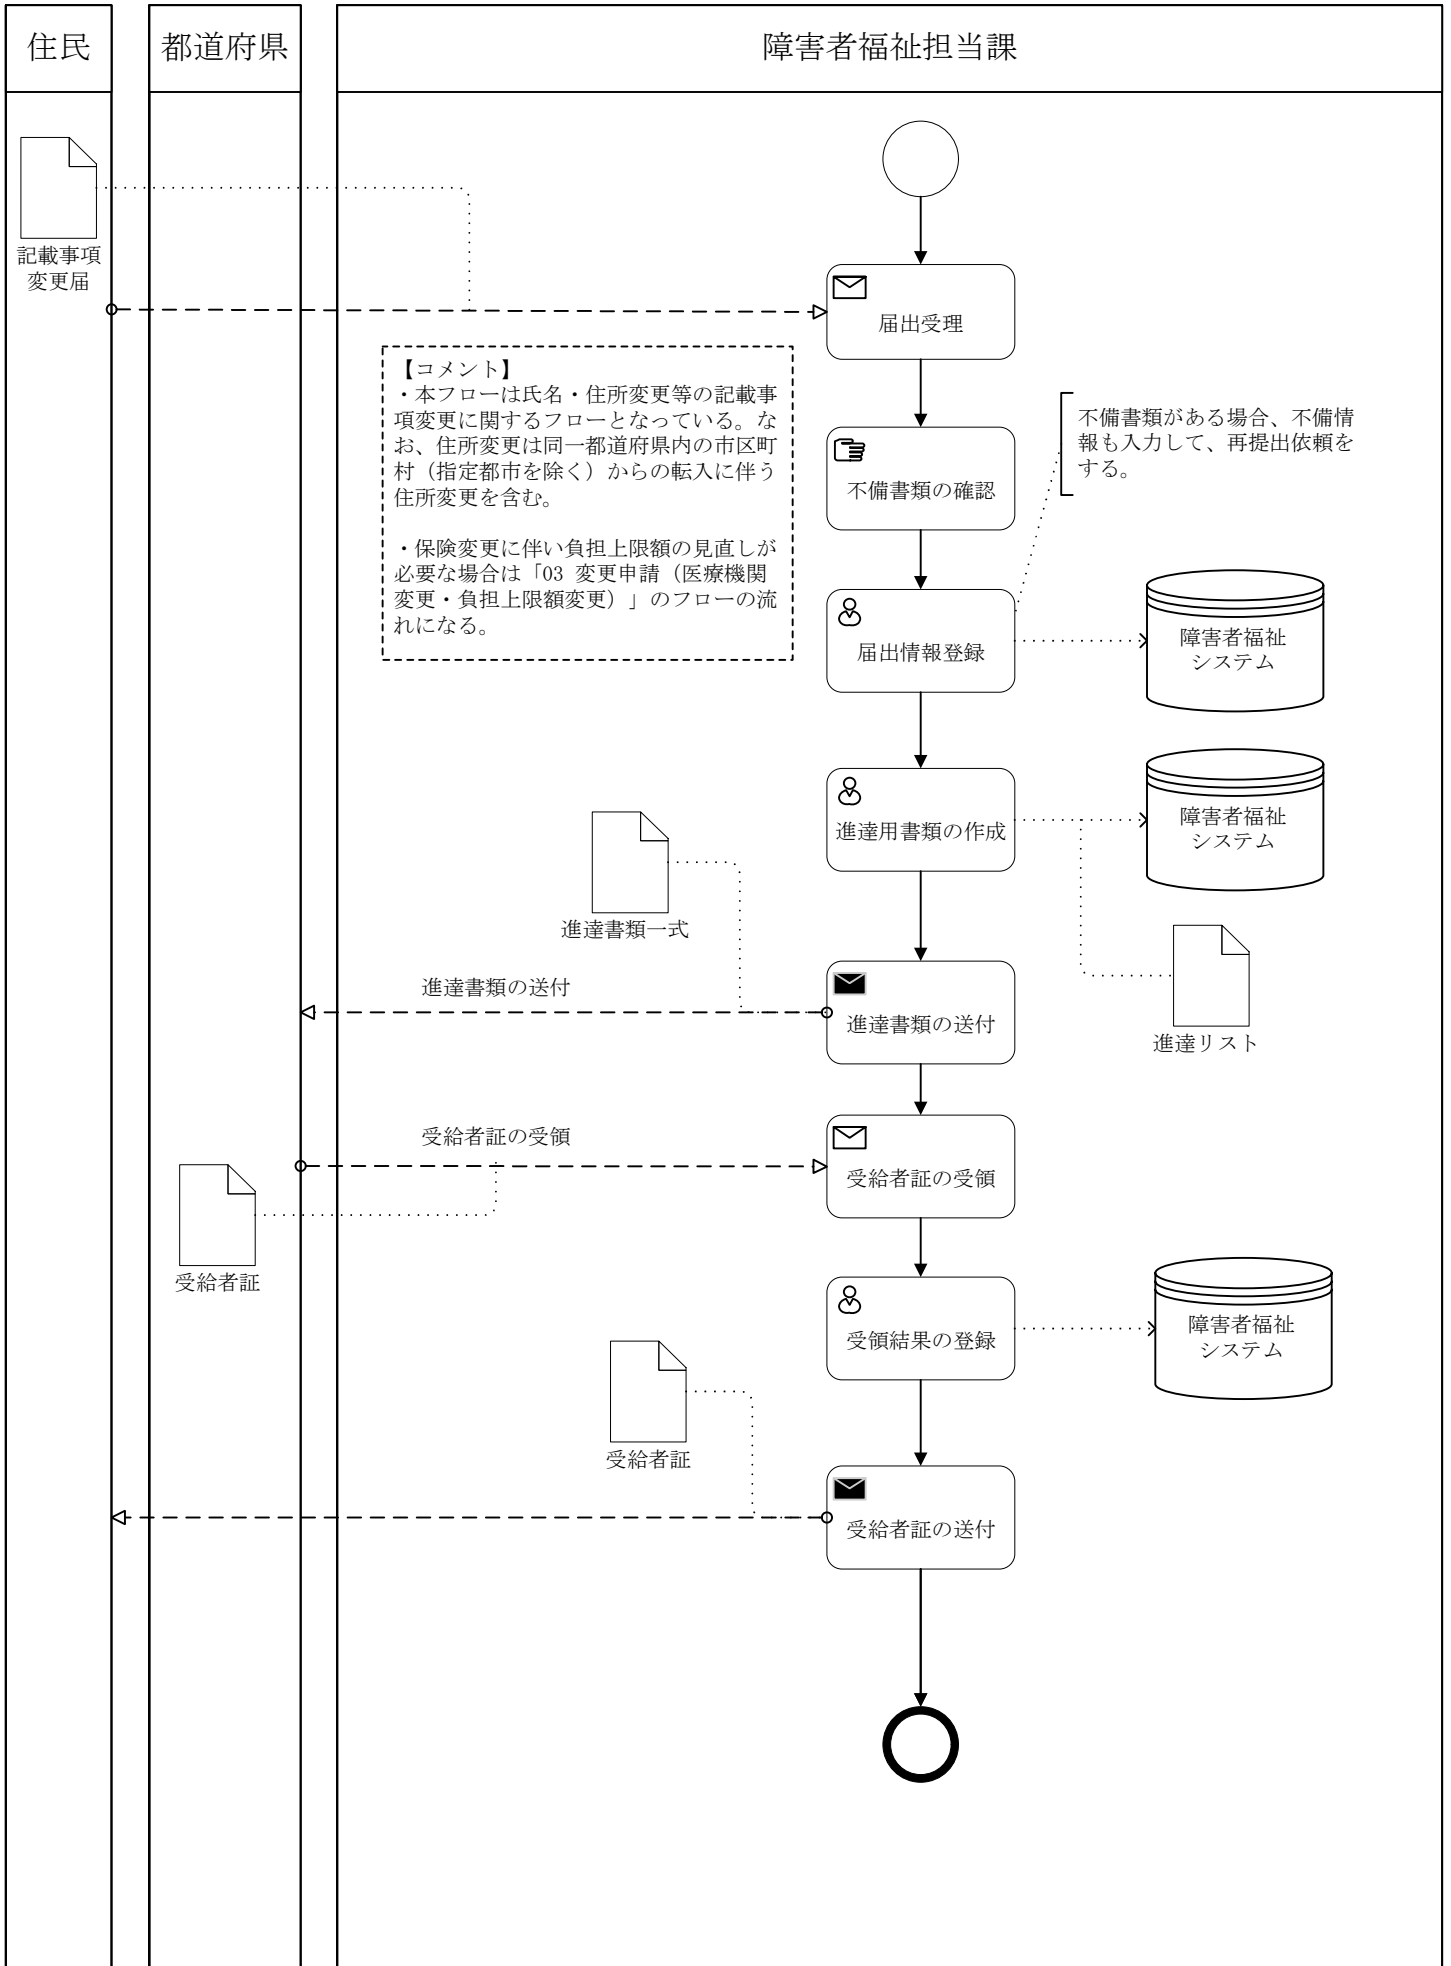 住民
都道府県
障害者福祉担当課
記載事項
変更届
届出受理
【コメント】
・本フローは氏名・住所変更等の記載事
項変更に関するフローとなっている。な
お、住所変更は同一都道府県内の市区町
村（指定都市を除く）からの転入に伴う
住所変更を含む。
・保険変更に伴い負担上限額の見直しが
必要な場合は「03 変更申請（医療機関
変更・負担上限額変更）」のフローの流
れになる。
不備書類がある場合、不備情
報も入力して、再提出依頼を
する。
不備書類の確認
届出情報登録
障害者福祉
システム
進達用書類の作成
障害者福祉
システム
進達書類一式
進達書類の送付
進達書類の送付
進達リスト
受給者証の受領
受給者証の受領
受給者証
受領結果の登録
障害者福祉
システム
受給者証
受給者証の送付